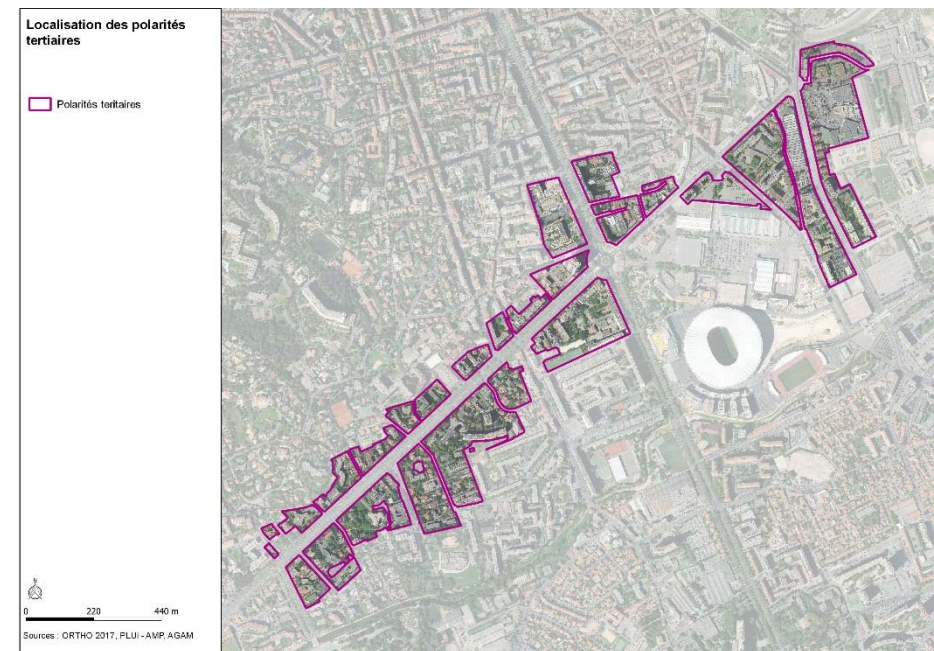 Localisation des polarités
tertiaires
Polarités teritaires
N
0 220 440 m
Sources : ORTHO 2017, PLUi - AMP, AGAM